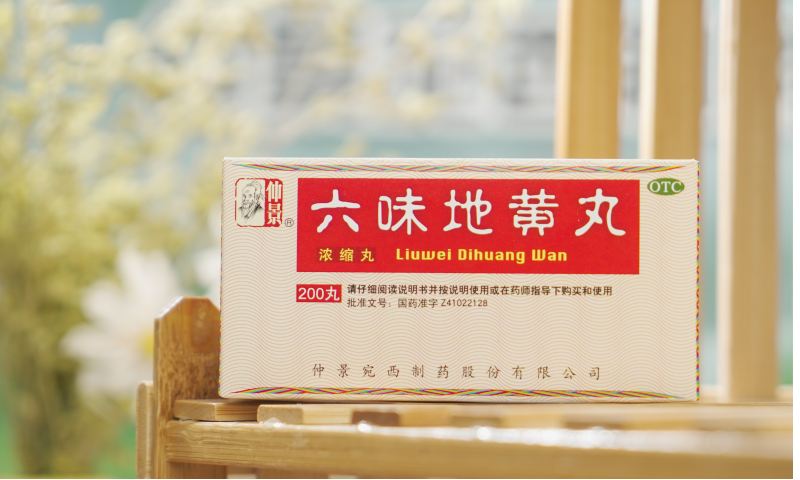 仲景
®
六味地黄丸
OTC
浓缩丸 Liuwei Dihuang Wan
200丸
请仔细阅读说明书并按说明使用或在药师指导下购买和使用
批准文号：国药准字 Z41022128
仲景宛西制药股份有限公司